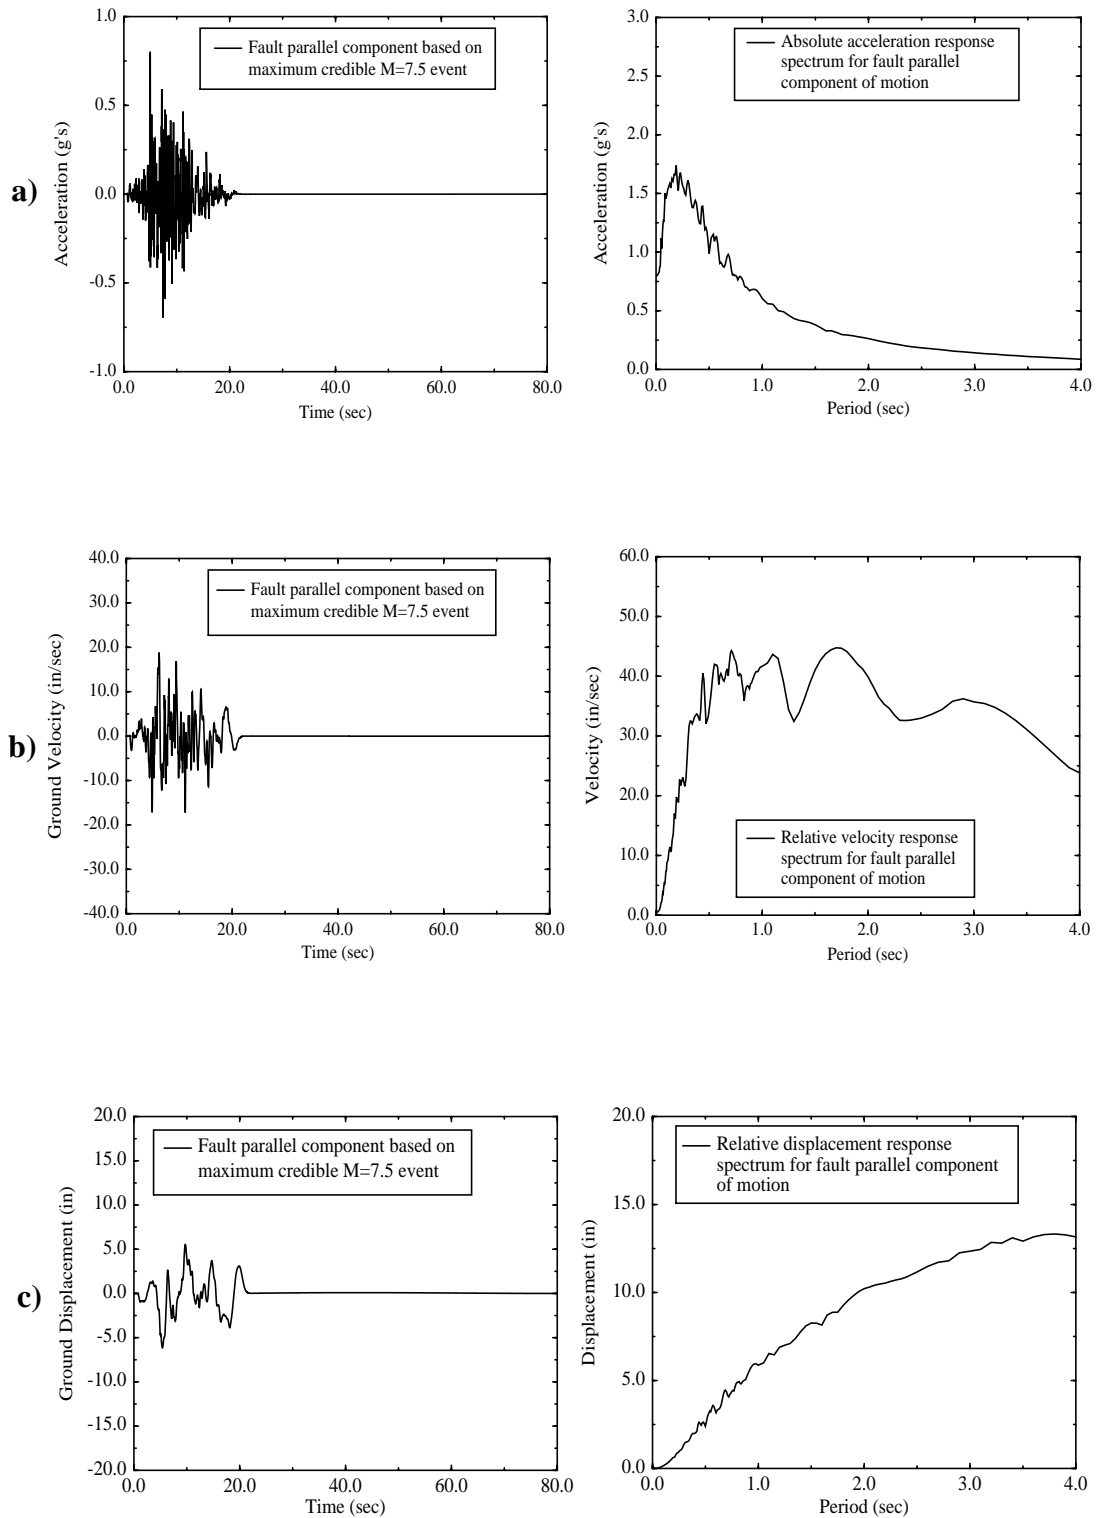 a)
Acceleration (g's)
1.0
0.5
0.0
-0.5
-1.0
Fault parallel component based on
maximum credible M=7.5 event
0.0 20.0 40.0 60.0 80.0
Time (sec)
Acceleration (g's)
3.0
2.5
2.0
1.5
1.0
0.5
0.0
Absolute acceleration response
spectrum for fault parallel
component of motion
0.0 1.0 2.0 3.0 4.0
Period (sec)
b)
Ground Velocity (in/sec)
40.0
30.0
20.0
10.0
0.0
-10.0
-20.0
-30.0
-40.0
Fault parallel component based on
maximum credible M=7.5 event
0.0 20.0 40.0 60.0 80.0
Time (sec)
Velocity (in/sec)
60.0
50.0
40.0
30.0
20.0
10.0
0.0
Relative velocity response
spectrum for fault parallel
component of motion
0.0 1.0 2.0 3.0 4.0
Period (sec)
c)
Ground Displacement (in)
20.0
15.0
10.0
5.0
0.0
-5.0
-10.0
-15.0
-20.0
Fault parallel component based on
maximum credible M=7.5 event
0.0 20.0 40.0 60.0 80.0
Time (sec)
Displacement (in)
20.0
15.0
10.0
5.0
0.0
Relative displacement response
spectrum for fault parallel component
of motion
0.0 1.0 2.0 3.0 4.0
Period (sec)